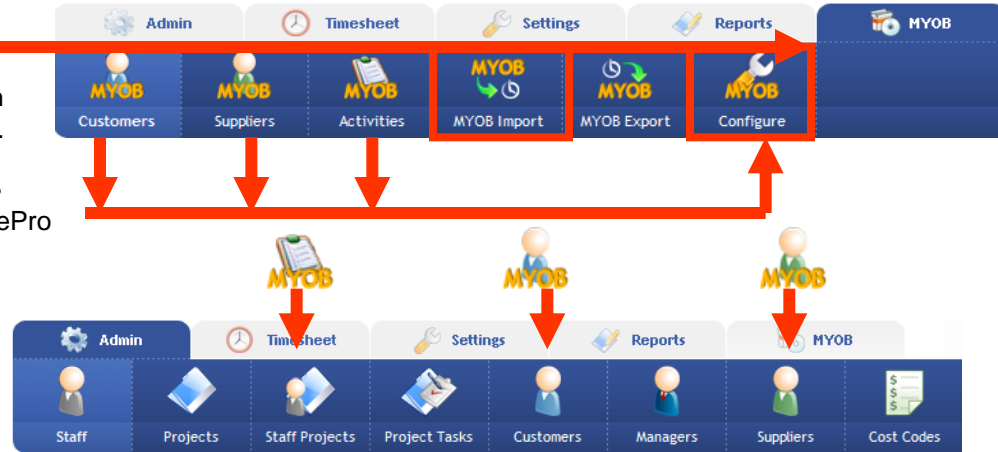 Admin Timesheet Settings Reports MYOB
MYOB MYOB MYOB MYOB MYOB MYOB
Customers Suppliers Activities MYOB Import MYOB Export Configure
ePro
MYOB MYOB MYOB
Admin Timesheet Settings Reports MYOB
$
$
$
Staff Projects Staff Projects Project Tasks Customers Managers Suppliers Cost Codes